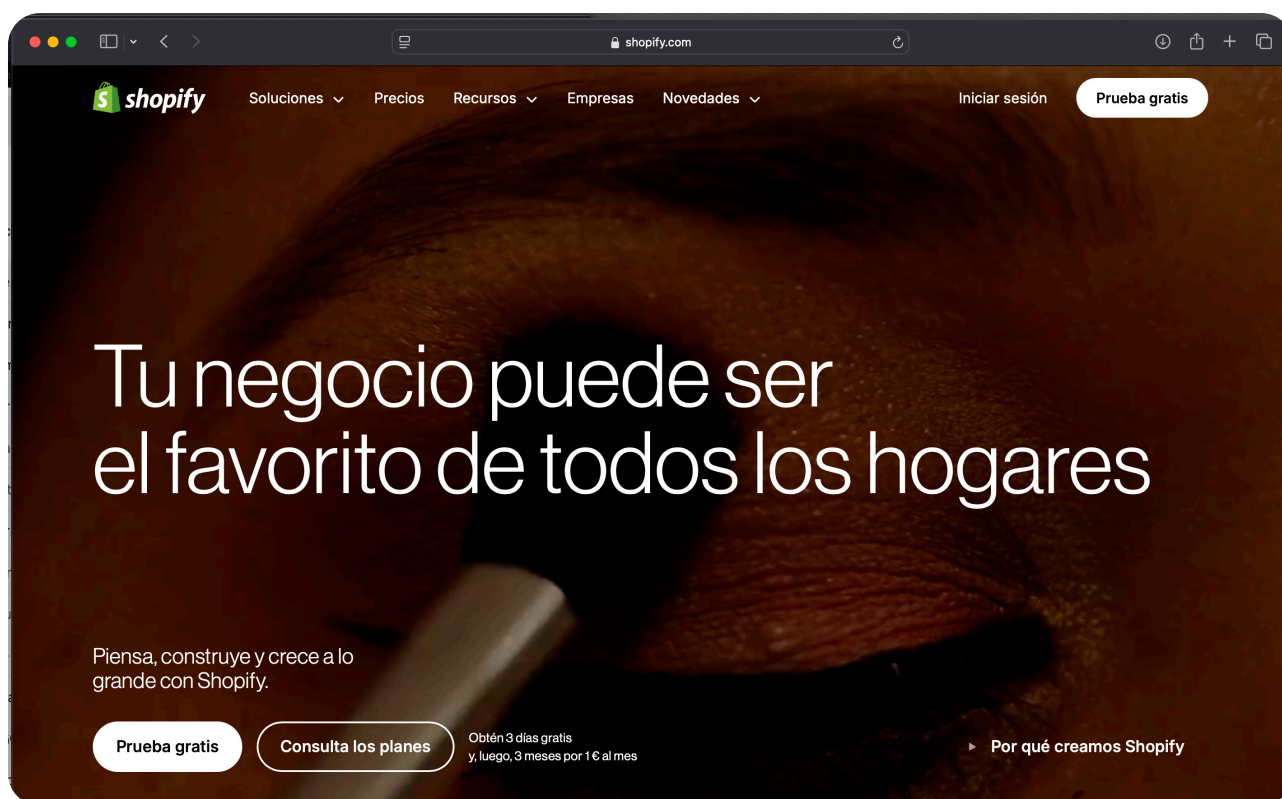 shopify.com
shopify
Soluciones
Precios
Recursos
Empresas
Novedades
Iniciar sesión
Prueba gratis
Tu negocio puede ser
el favorito de todos los hogares
Piensa, construye y crece a lo
grande con Shopify.
Prueba gratis
Consulta los planes
Obtén 3 días gratis
y, luego, 3 meses por 1 € al mes
Por qué creamos Shopify